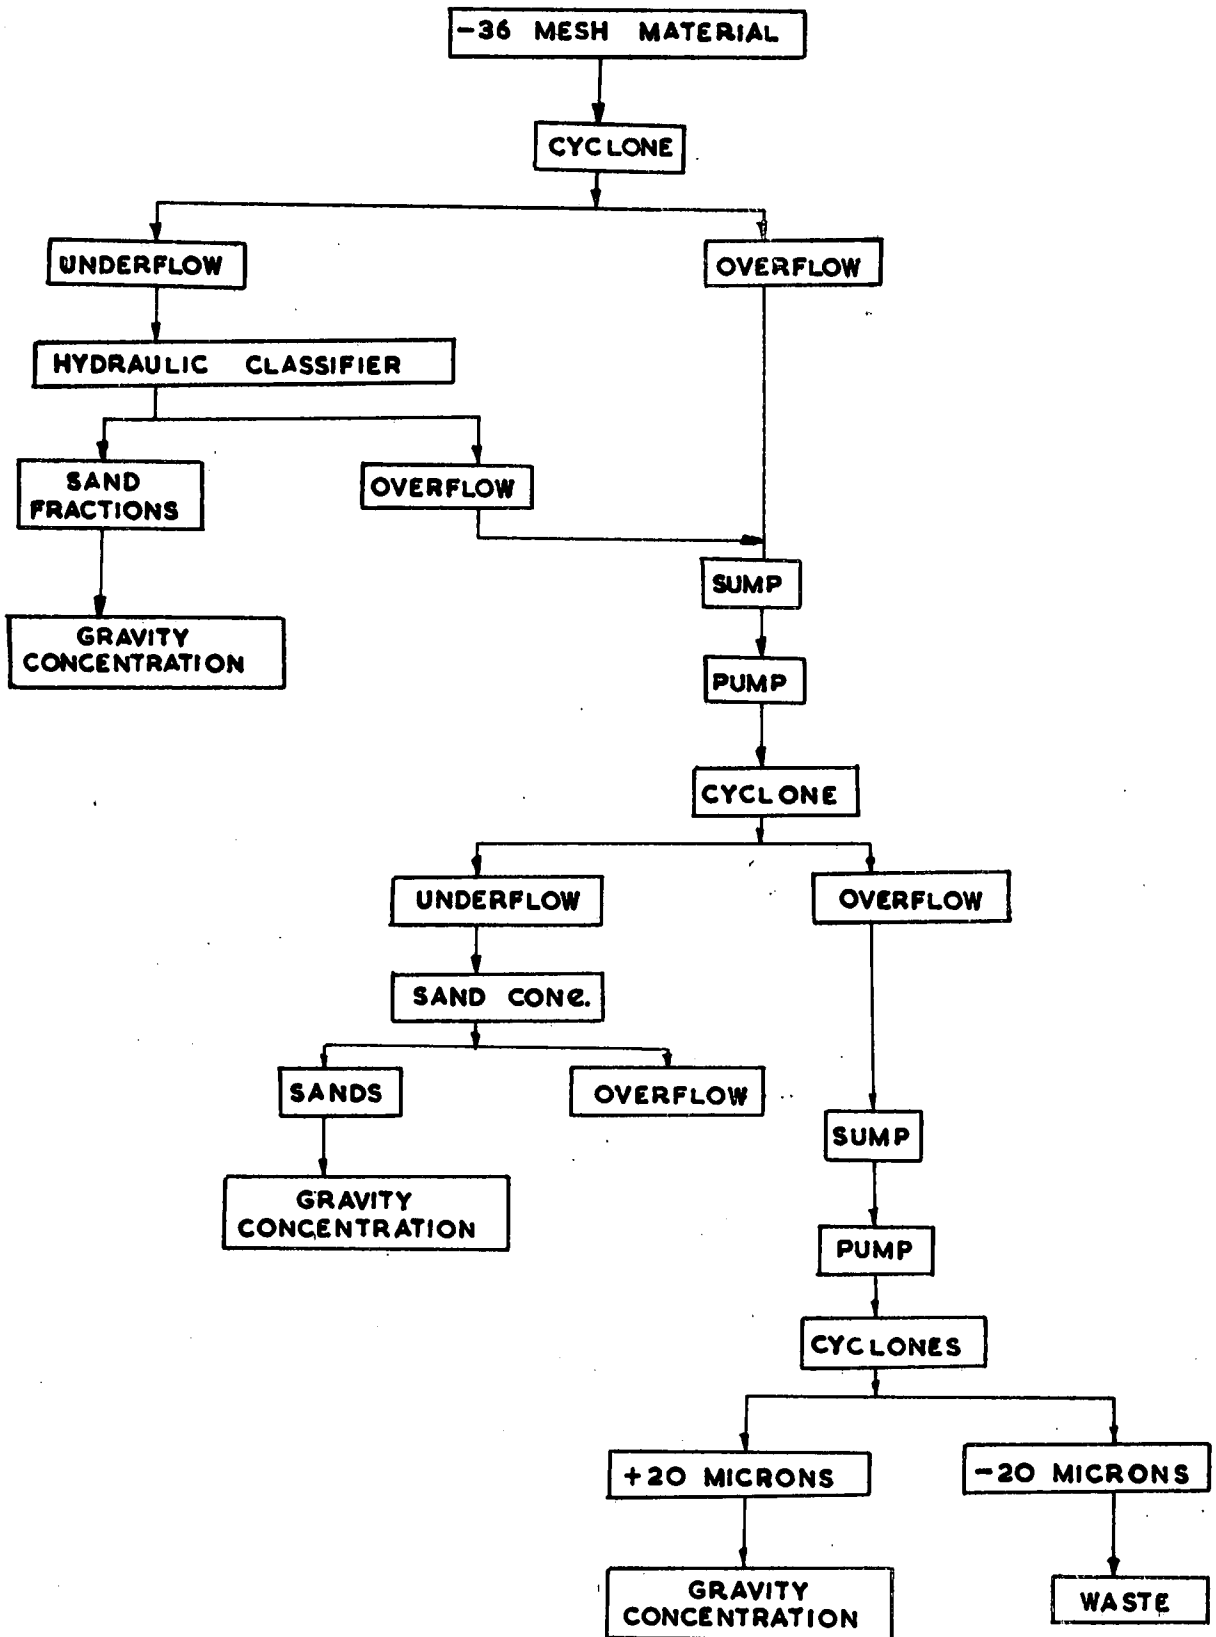 -36 MESH MATERIAL
CYCLONE
UNDERFLOW
OVERFLOW
HYDRAULIC CLASSIFIER
SAND
FRACTIONS
OVERFLOW
SUMP
GRAVITY
CONCENTRATION
PUMP
CYCLONE
UNDERFLOW
OVERFLOW
SAND CONE.
SANDS
OVERFLOW
SUMP
GRAVITY
CONCENTRATION
PUMP
CYCLONES
+20 MICRONS
-20 MICRONS
GRAVITY
CONCENTRATION
WASTE